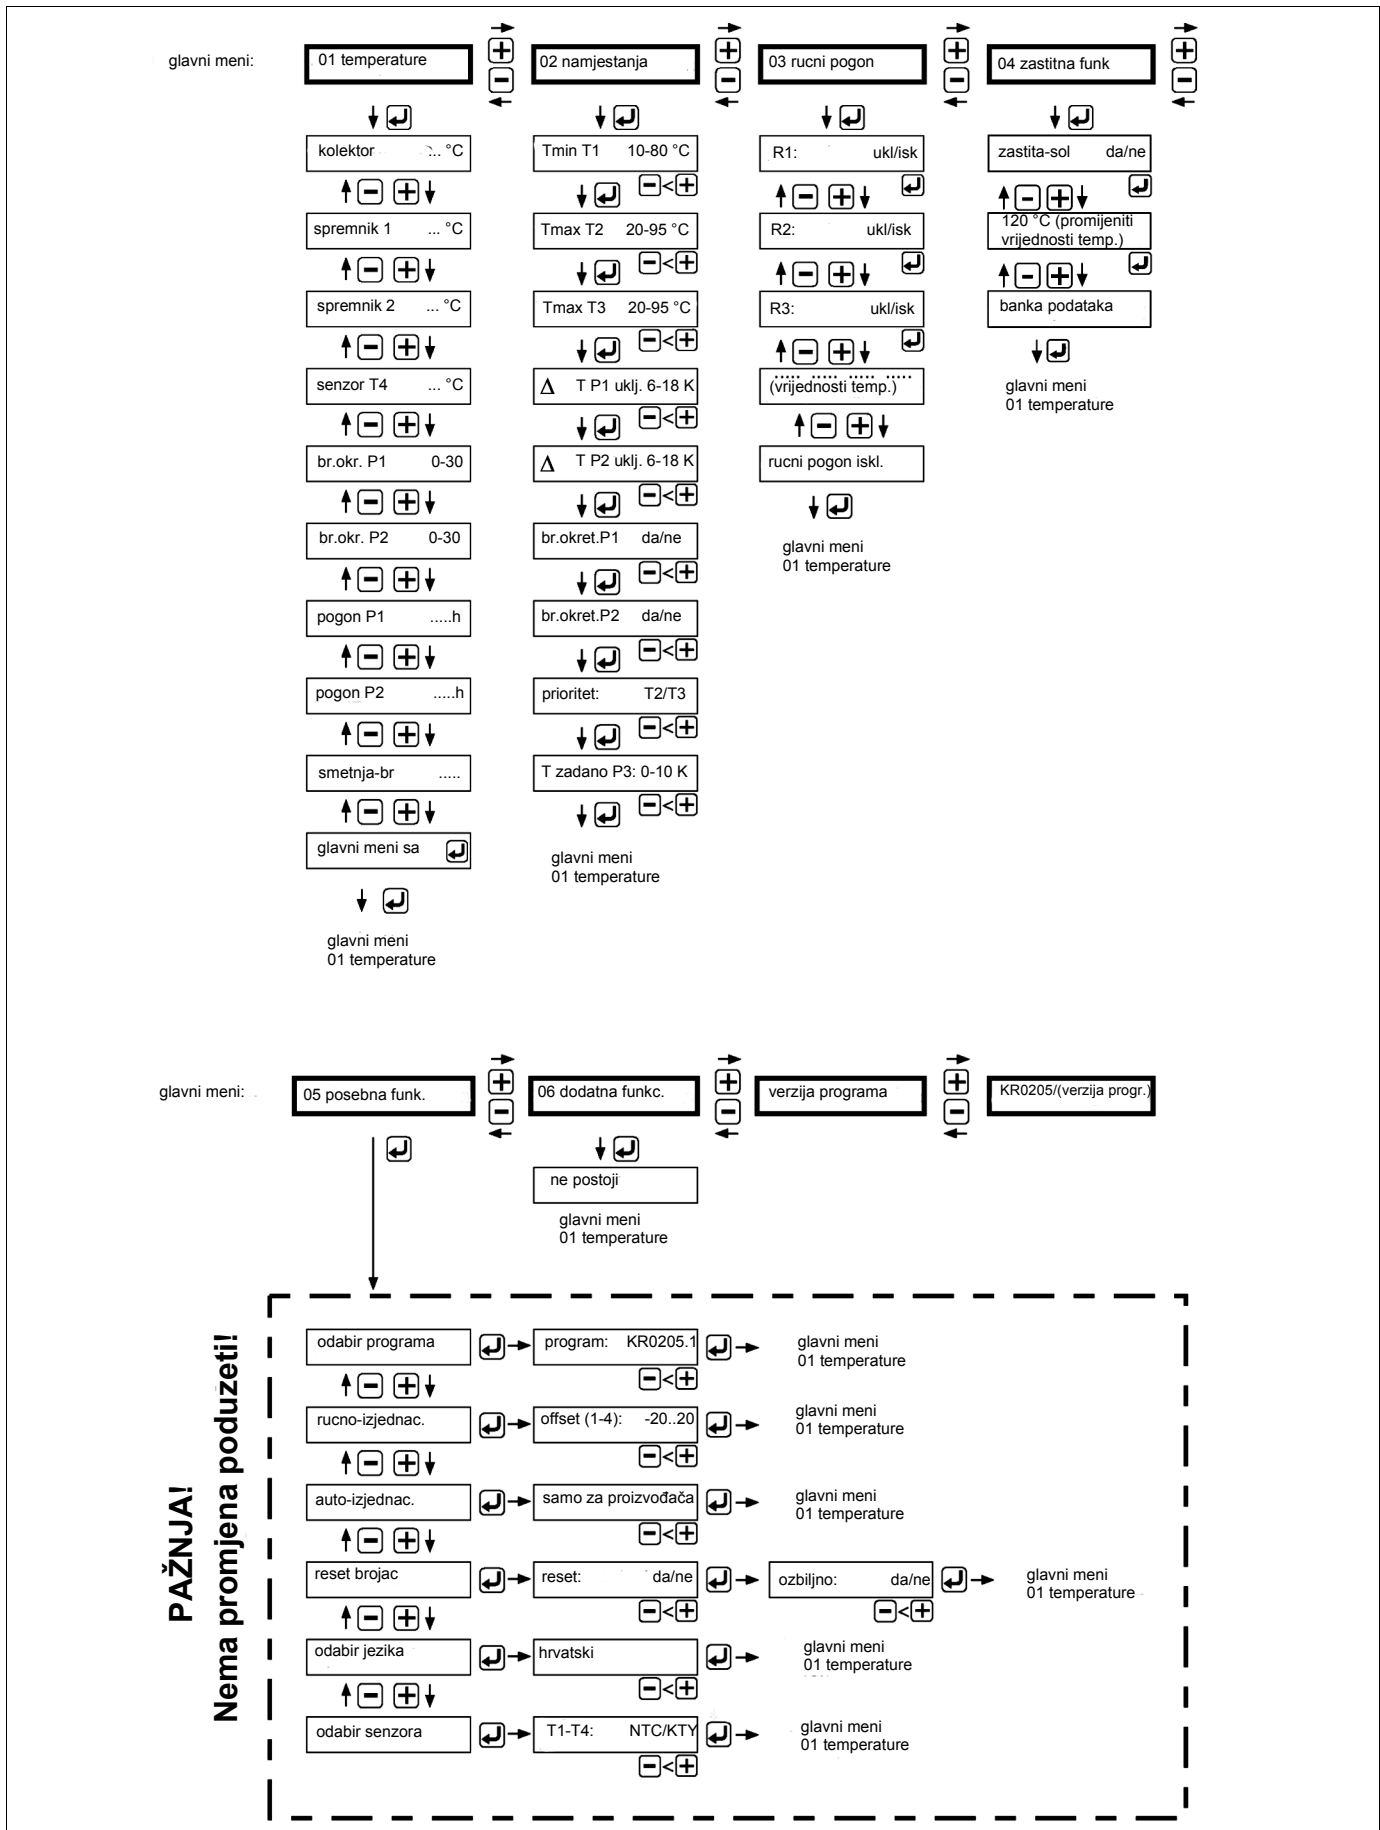 glavni meni:
01 temperature
02 namjestanja
03 rucni pogon
04 zastitna funk
kolektor ... °C
spremnik 1 ... °C
spremnik 2 ... °C
senzor T4 ... °C
br.okr. P1 0-30
br.okr. P2 0-30
pogon P1 .....h
pogon P2 .....h
smetnja-br .....
glavni meni sa
glavni meni
01 temperature
Tmin T1 10-80 °C
Tmax T2 20-95 °C
Tmax T3 20-95 °C
Δ T P1 uklj. 6-18 K
Δ T P2 uklj. 6-18 K
br.okret.P1 da/ne
br.okret.P2 da/ne
prioritet: T2/T3
T zadano P3: 0-10 K
glavni meni
01 temperature
R1: ukl/isk
R2: ukl/isk
R3: ukl/isk
..... ..... ..... .....
(vrijednosti temp.)
rucni pogon iskl.
glavni meni
01 temperature
zastita-sol da/ne
120 °C (promijeniti
vrijednosti temp.)
banka podataka
glavni meni
01 temperature
glavni meni:
05 posebna funk.
06 dodatna funkc.
verzija programa
KR0205/(verzija progr.)
ne postoji
glavni meni
01 temperature
PAŽNJA!
Nema promjena poduzeti!
odabir programa
program: KR0205.1
glavni meni
01 temperature
rucno-izjednac.
offset (1-4): -20..20
glavni meni
01 temperature
auto-izjednac.
samo za proizvođača
glavni meni
01 temperature
reset brojac
reset: da/ne
ozbiljno: da/ne
glavni meni
01 temperature
odabir jezika
hrvatski
glavni meni
01 temperature
odabir senzora
T1-T4: NTC/KTY
glavni meni
01 temperature